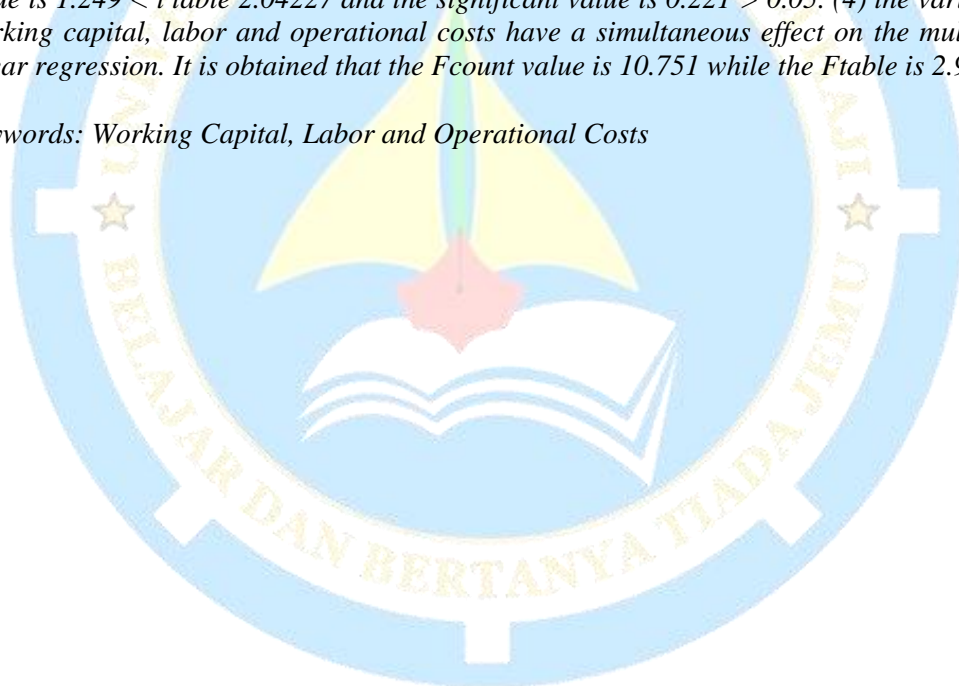 ue is 1.249 < t table 2.04227 and the significant value is 0.221 > 0.05. (4) the vari
rking capital, labor and operational costs have a simultaneous effect on the mul
ear regression. It is obtained that the Fcount value is 10.751 while the Ftable is 2.9
ywords: Working Capital, Labor and Operational Costs
BELAJAR DAN BERTANYA TIADA JEMU